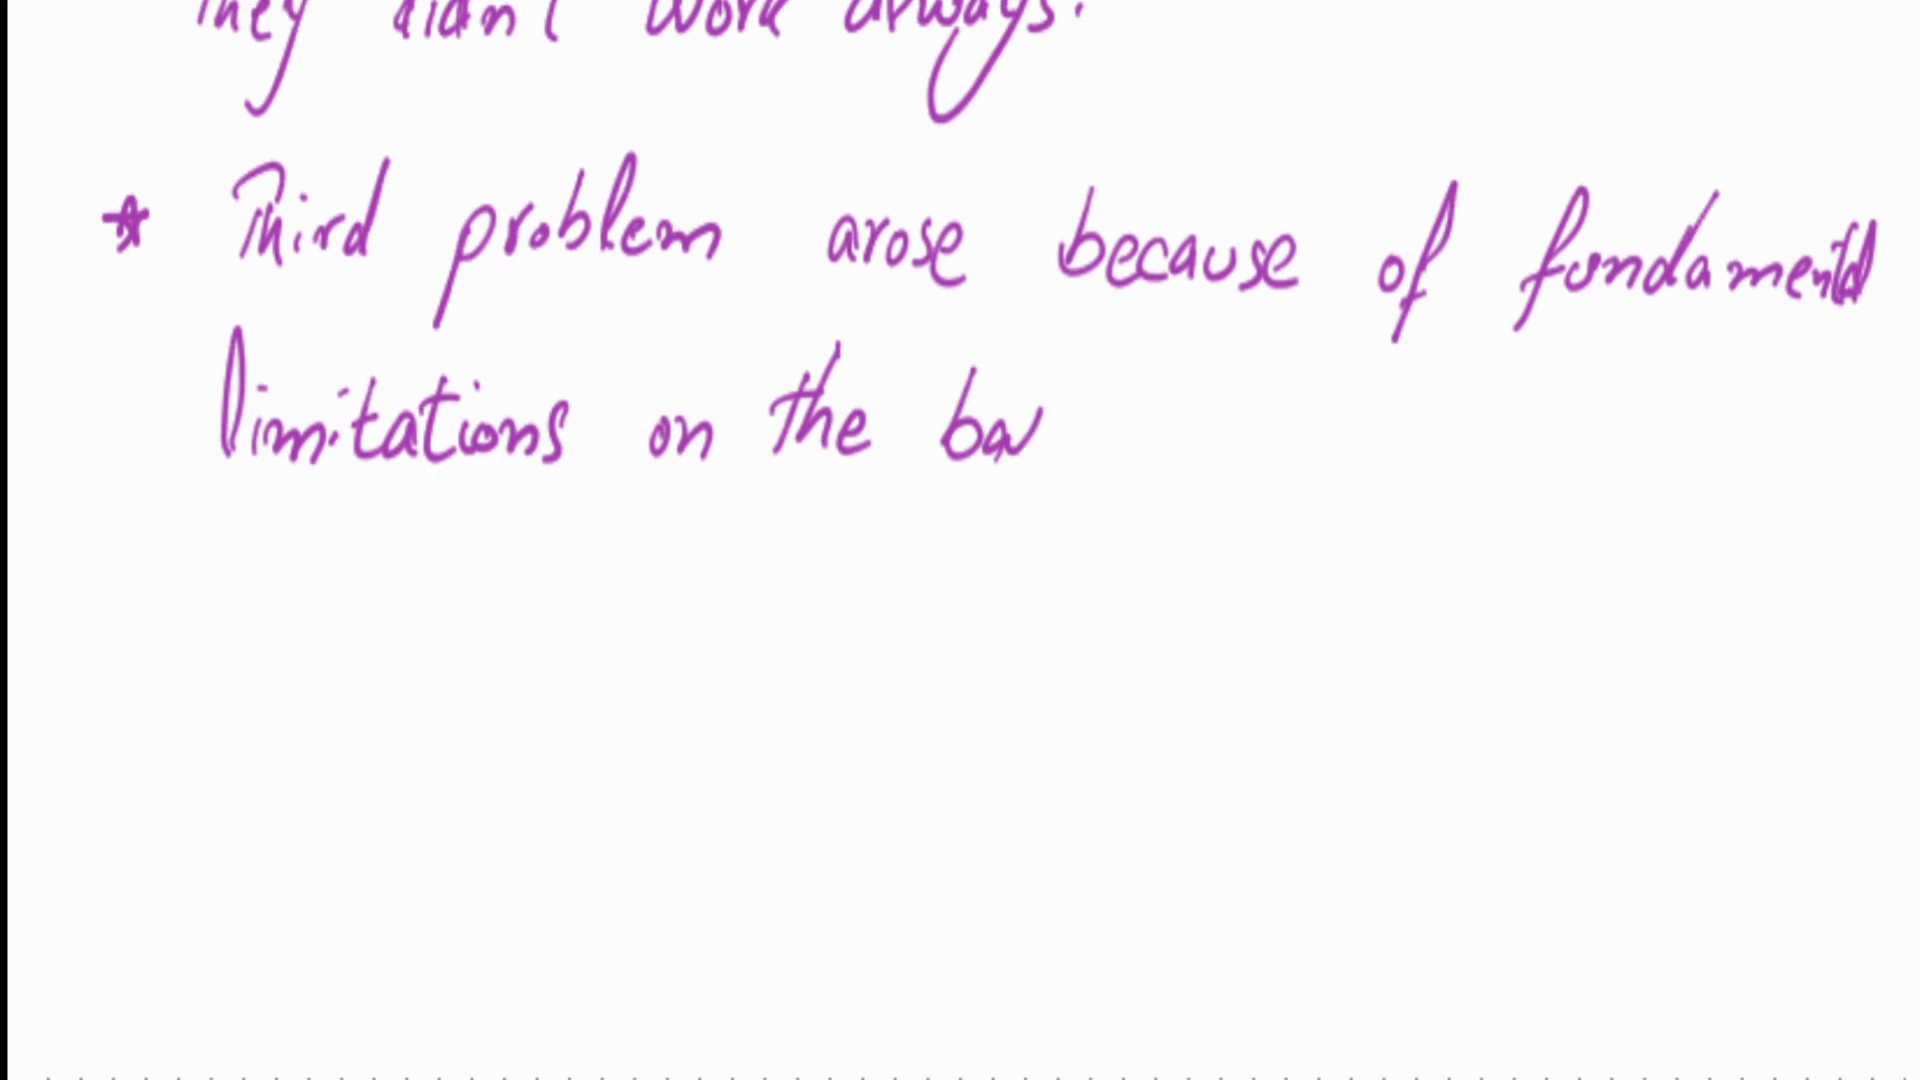 They didn't work always.
* Third problem arose because of fundamental
limitations on the ba